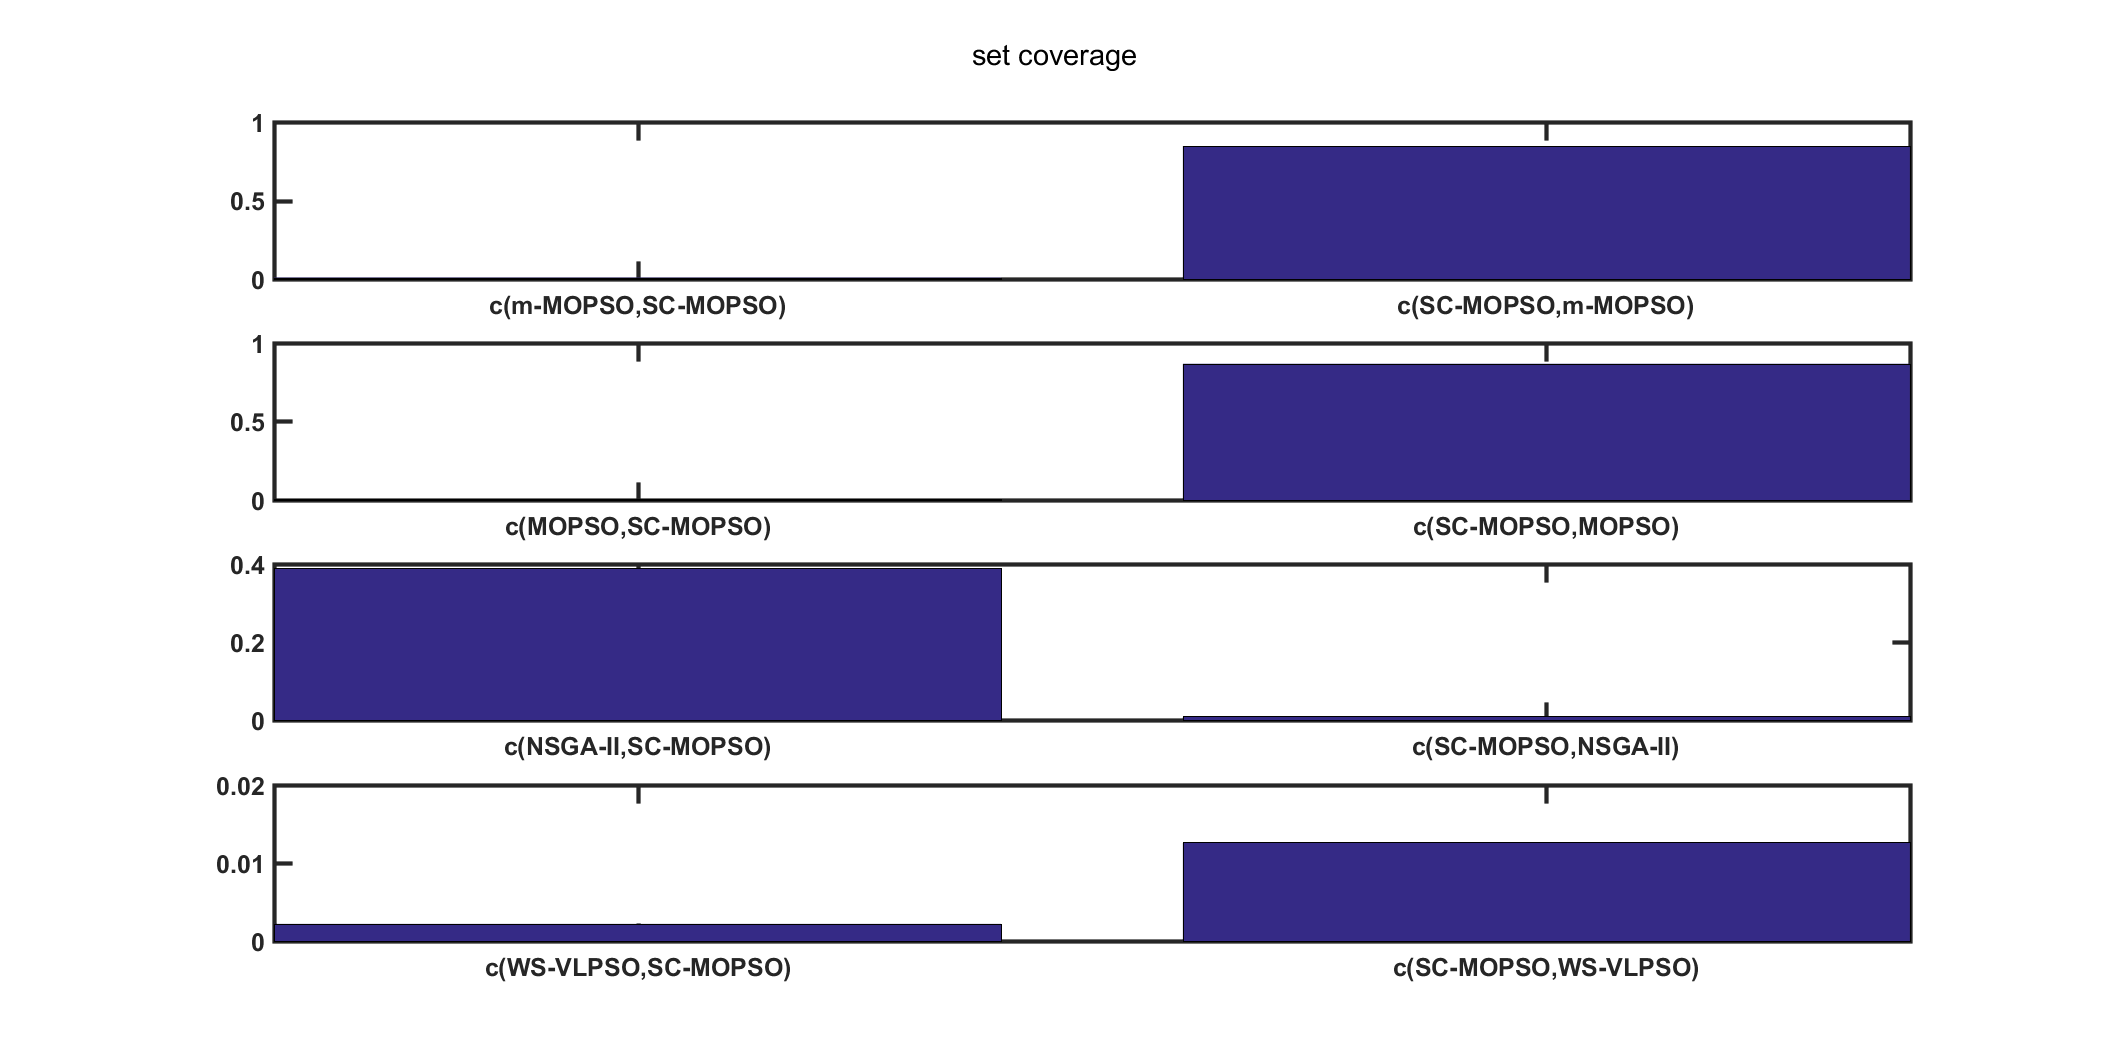 set coverage
1
0.5
0
c(m-MOPSO,SC-MOPSO) c(SC-MOPSO,m-MOPSO)
1
0.5
0
c(MOPSO,SC-MOPSO) c(SC-MOPSO,MOPSO)
0.4
0.2
0
c(NSGA-II,SC-MOPSO) c(SC-MOPSO,NSGA-II)
0.02
0.01
0
c(WS-VLPSO,SC-MOPSO) c(SC-MOPSO,WS-VLPSO)